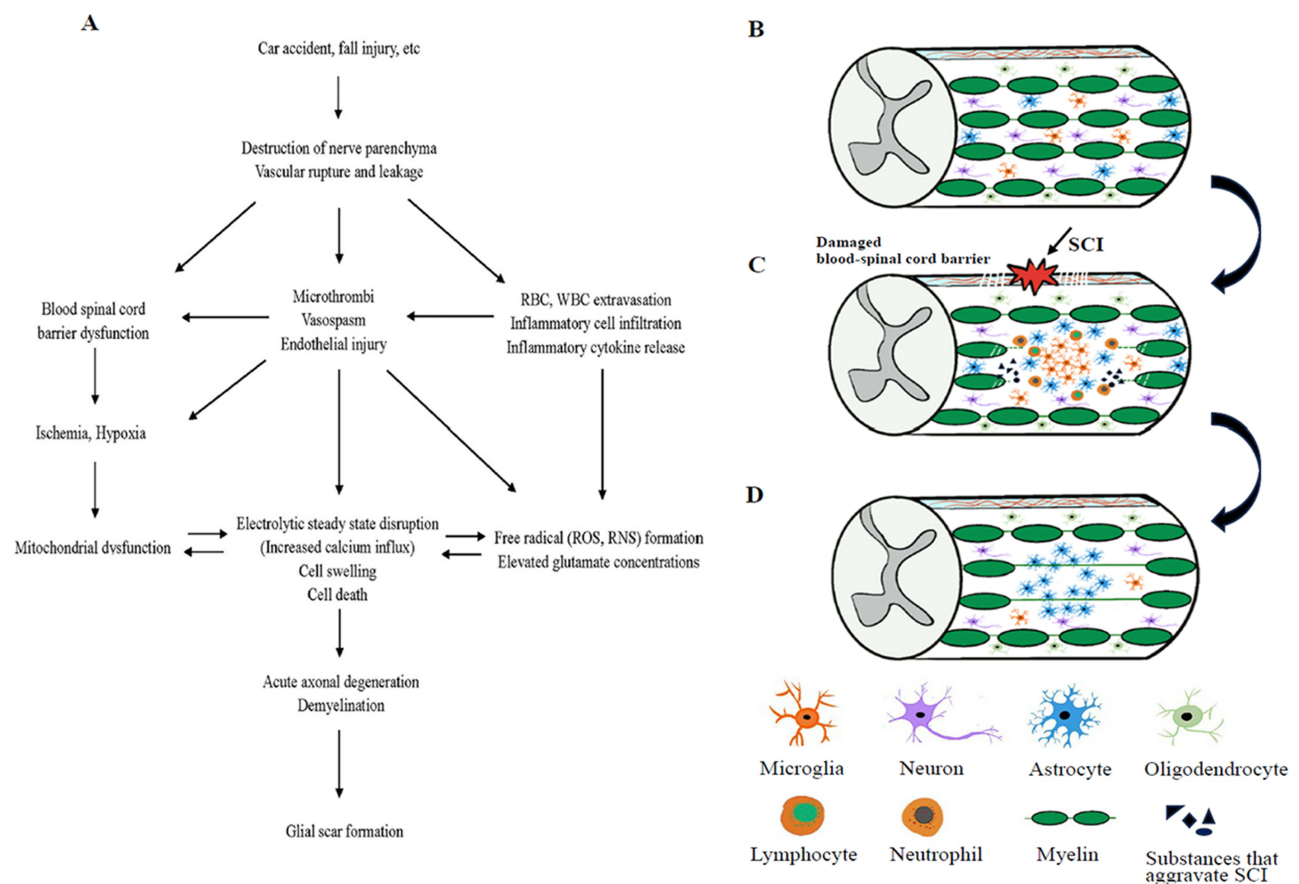 A
Car accident, fall injury, etc
Destruction of nerve parenchyma
Vascular rupture and leakage
Blood spinal cord
barrier dysfunction
Microthrombi
Vasospasm
Endothelial injury
RBC, WBC extravasation
Inflammatory cell infiltration
Inflammatory cytokine release
Ischemia, Hypoxia
Mitochondrial dysfunction
Electrolytic steady state disruption
(Increased calcium influx)
Cell swelling
Cell death
Free radical (ROS, RNS) formation
Elevated glutamate concentrations
Acute axonal degeneration
Demyelination
Glial scar formation
B
Damaged
blood-spinal cord barrier
SCI
C
D
Microglia
Neuron
Astrocyte
Oligodendrocyte
Lymphocyte
Neutrophil
Myelin
Substances that
aggravate SCI